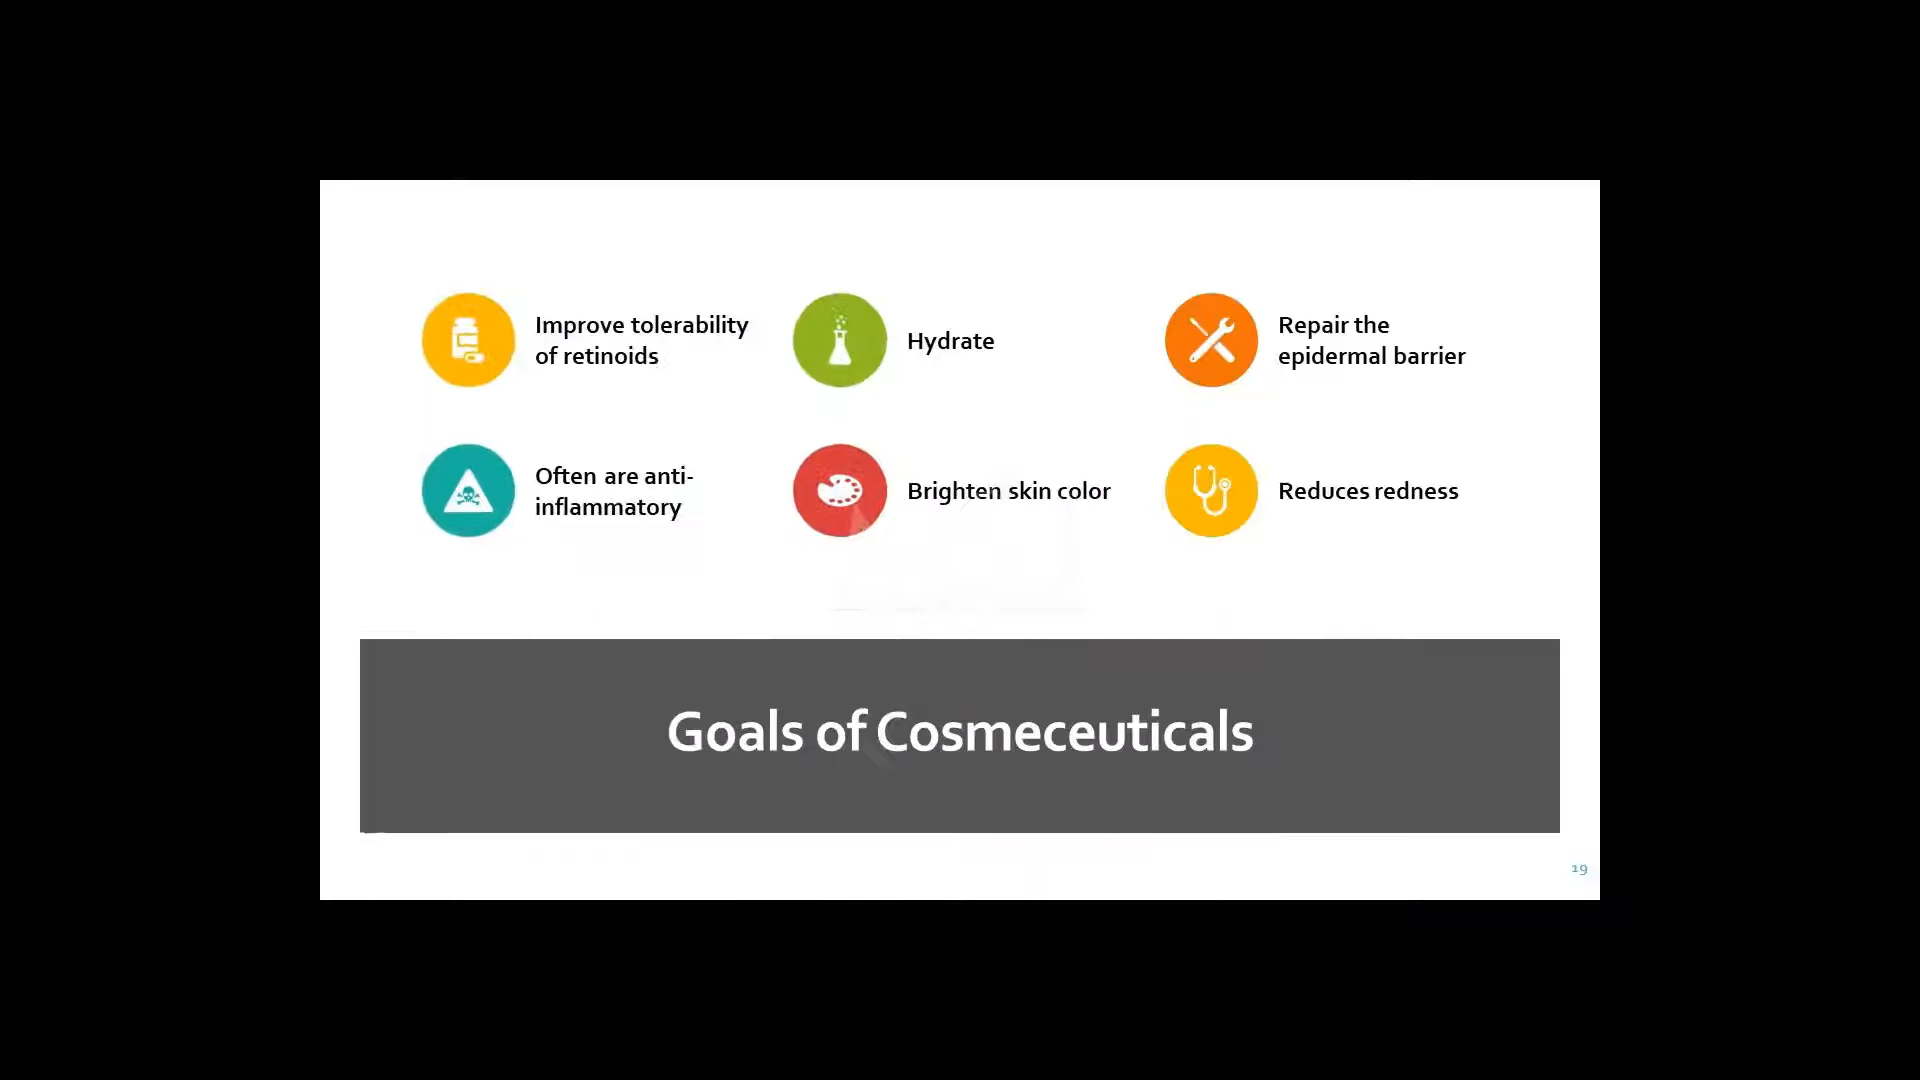 Improve tolerability
of retinoids
Hydrate
Repair the
epidermal barrier
Often are anti-
inflammatory
Brighten skin color
Reduces redness
Goals of Cosmeceuticals
19